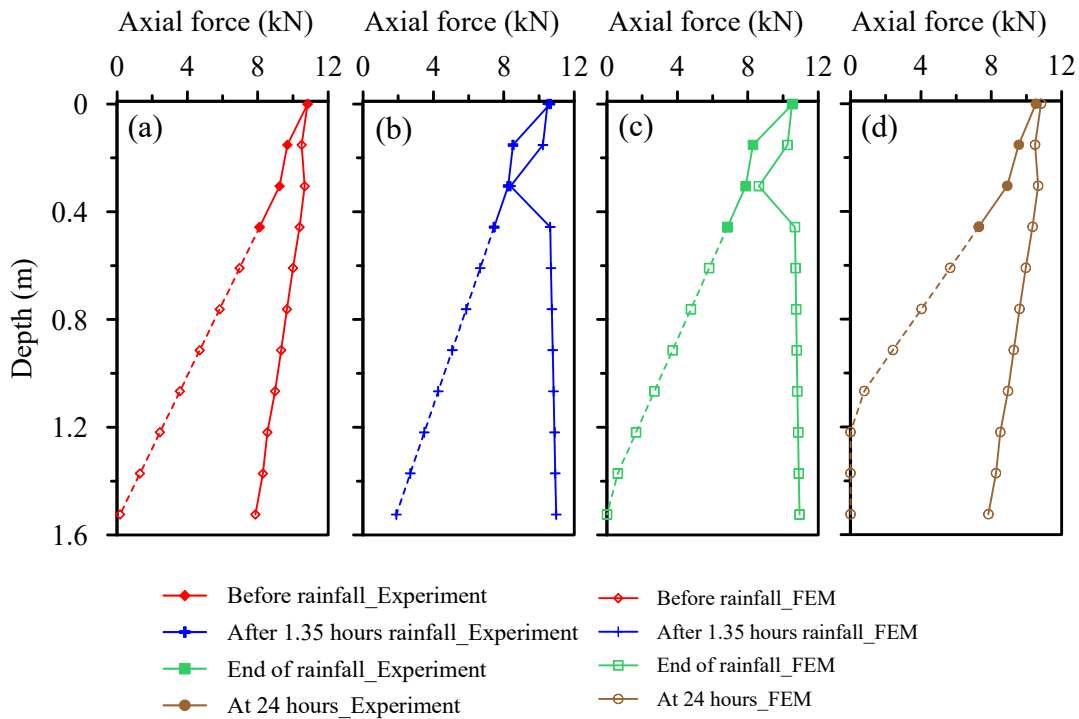 Axial force (kN) Axial force (kN) Axial force (kN) Axial force (kN)
0 4 8 12 0 4 8 12 0 4 8 12 0 4 8 12
(a) (b) (c) (d)
Depth (m)
0
0.4
0.8
1.2
1.6
Before rainfall_Experiment
After 1.35 hours rainfall_Experiment
End of rainfall_Experiment
At 24 hours_Experiment
Before rainfall_FEM
After 1.35 hours rainfall_FEM
End of rainfall_FEM
At 24 hours_FEM